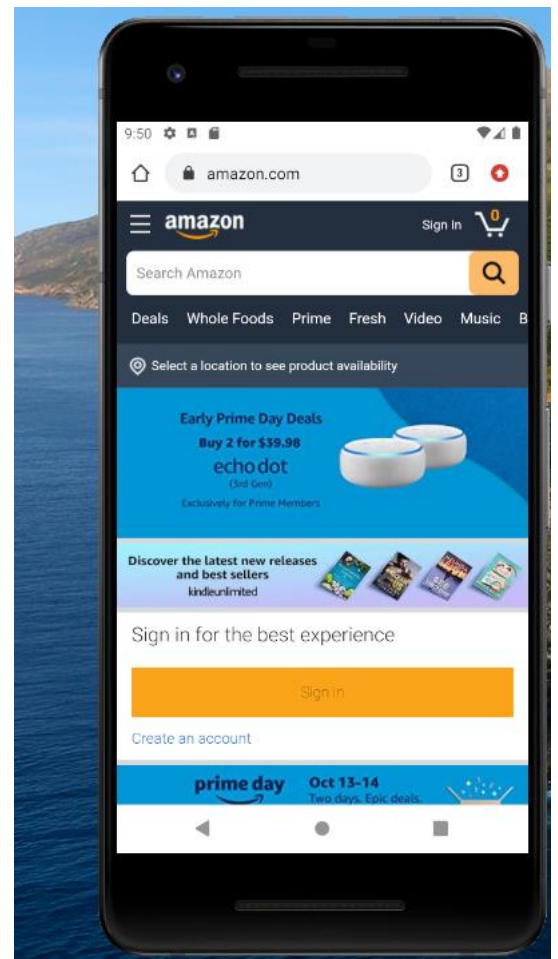 9:50
amazon.com
3
amazon
Sign In
0
Search Amazon
Deals Whole Foods Prime Fresh Video Music B
Select a location to see product availability
Early Prime Day Deals
Buy 2 for $39.98
echo dot
(3rd Gen)
Exclusively for Prime Members
Discover the latest new releases
and best sellers
kindleunlimited
Sign in for the best experience
Sign in
Create an account
prime day
Oct 13-14
Two days. Epic deals.